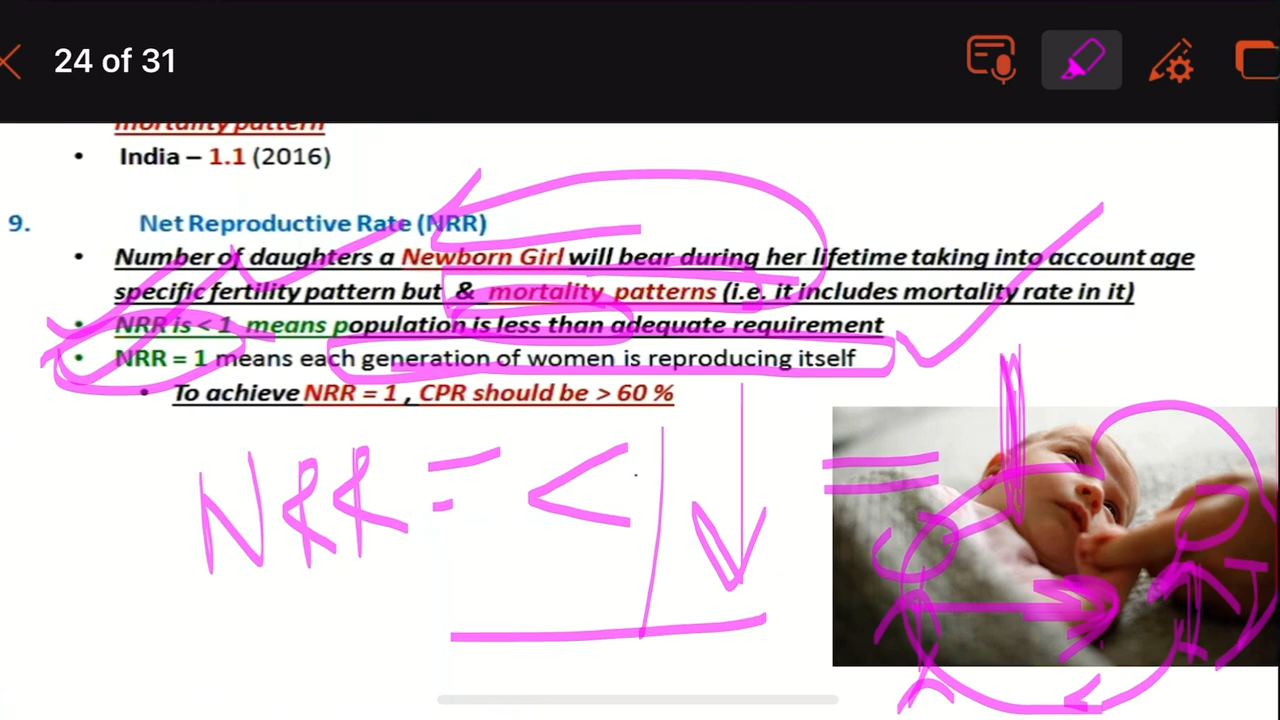 24 of 31
mortality pattern
• India – 1.1 (2016)
9. Net Reproductive Rate (NRR)
• Number of daughters a Newborn Girl will bear during her lifetime taking into account age
specific fertility pattern but & mortality patterns (i.e. it includes mortality rate in it)
• NRR is < 1 means population is less than adequate requirement
• NRR = 1 means each generation of women is reproducing itself
• To achieve NRR = 1 , CPR should be > 60 %
NRR = < 1 ↓